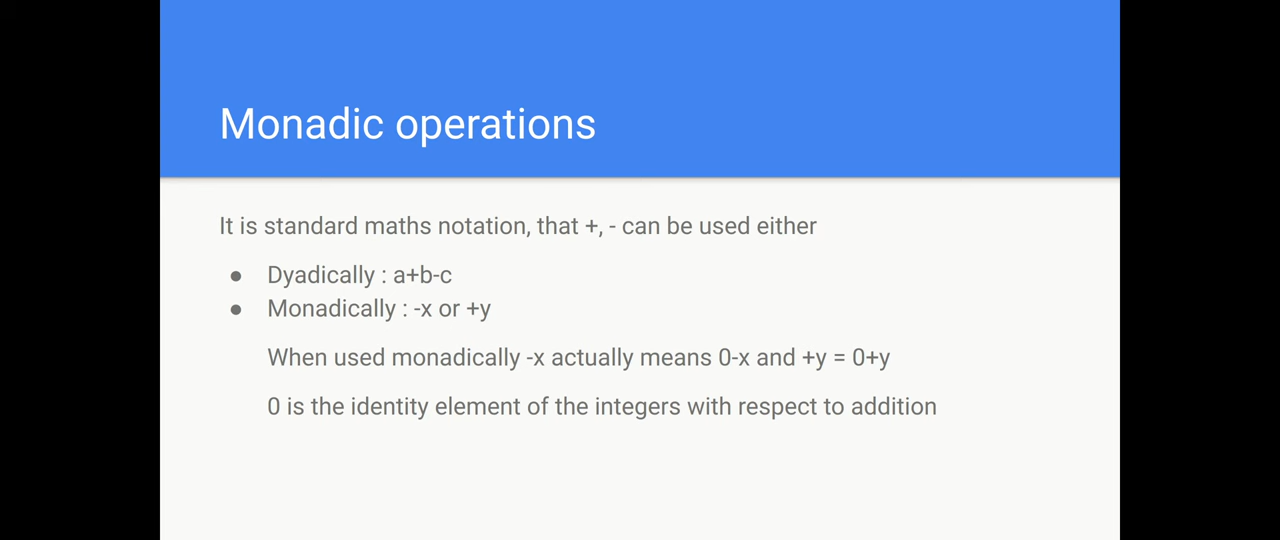 Monadic operations
It is standard maths notation, that +, - can be used either
● Dyadically : a+b-c
● Monadically : -x or +y
When used monadically -x actually means 0-x and +y = 0+y
0 is the identity element of the integers with respect to addition